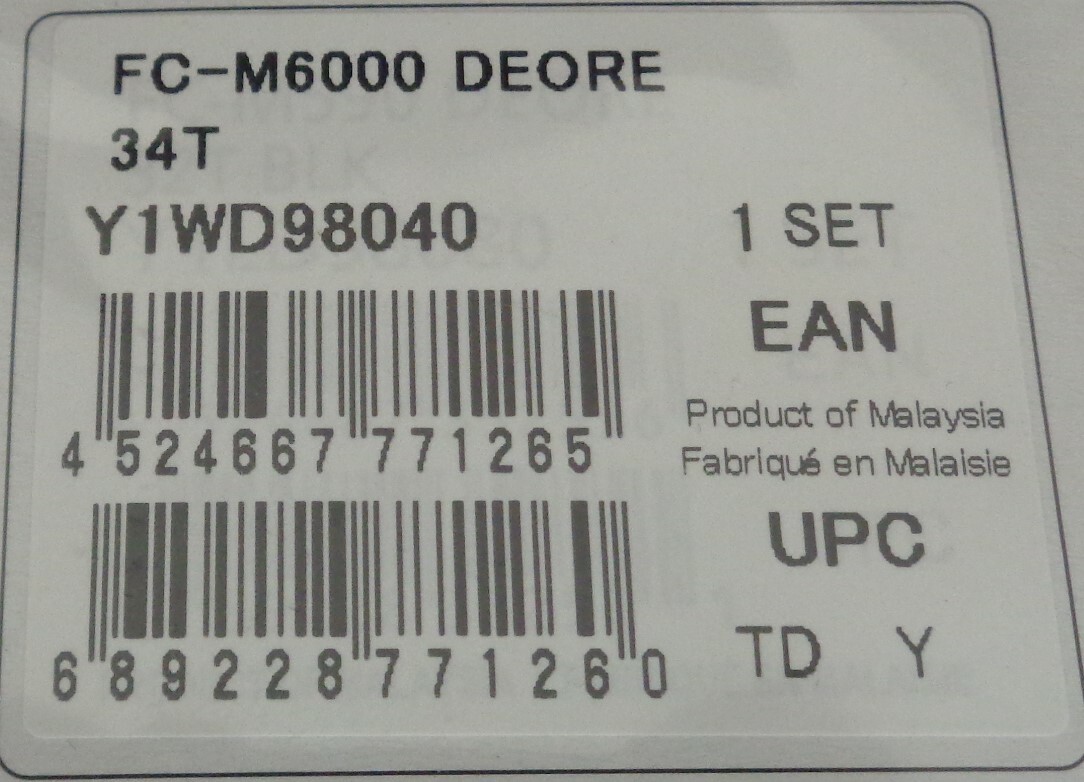 FC-M6000 DEORE
34T
Y1WD98040 1 SET
EAN
4 524667 771265
Product of Malaysia
Fabriqué en Malaisie
UPC
6 89228 77126 0
TD Y